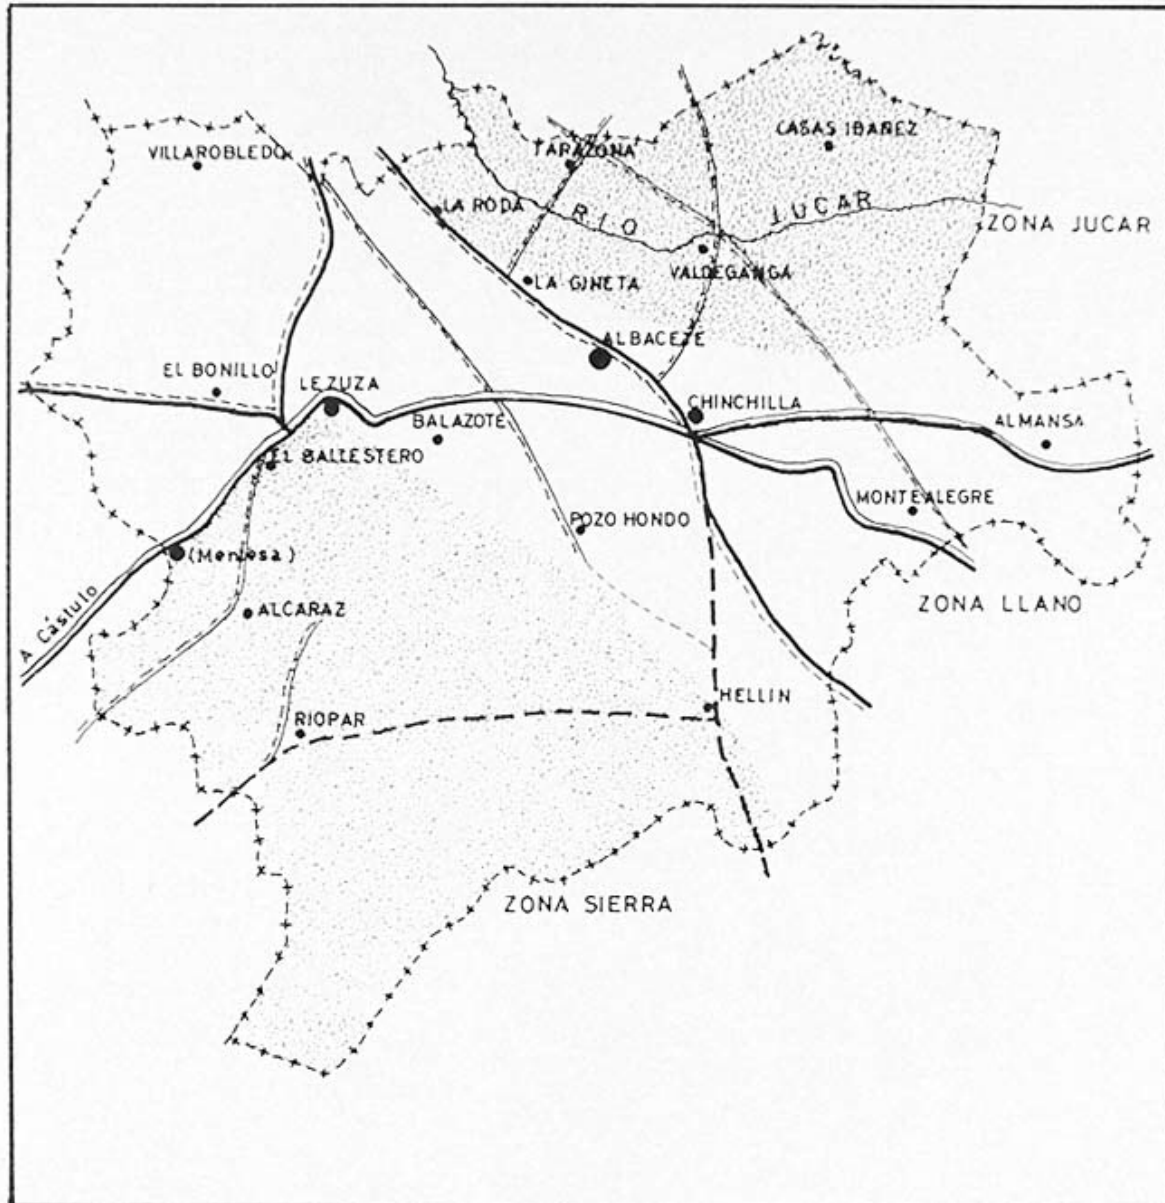 CASAS IBAÑEZ
VILLAROBLEDO
TARAZONA
LA RODA
RIO JUCAR
ZONA JUCAR
VALDEGANGA
LA GINETA
ALBACETE
EL BONILLO
LEZUZA
CHINCHILLA
BALAZOTE
ALMANSA
EL BALLESTERO
MONTEALEGRE
POZO HONDO
(Mentesa)
ZONA LLANO
ALCARAZ
A Cástulo
HELLIN
RIOPAR
ZONA SIERRA